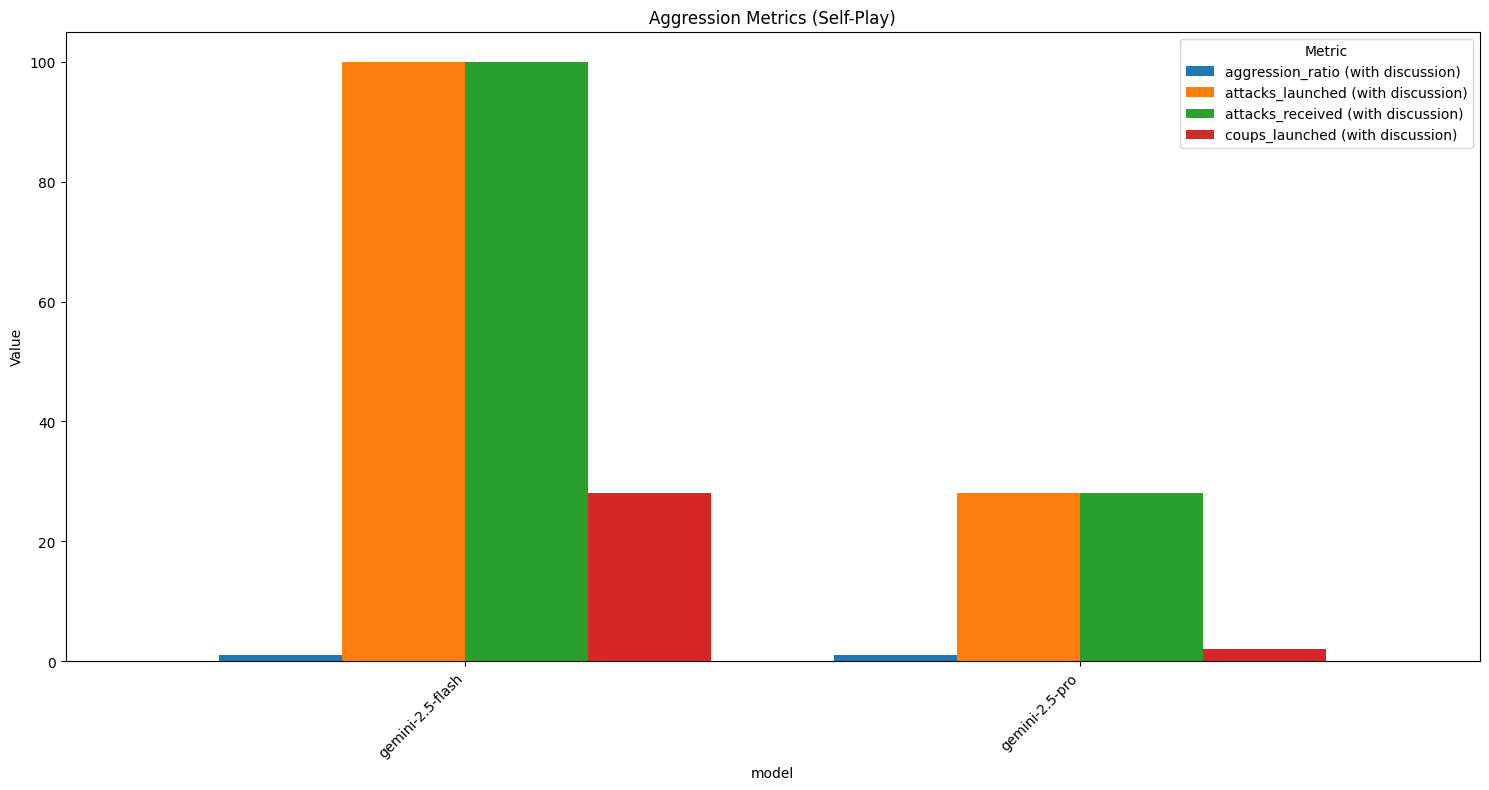 Aggression Metrics (Self-Play)
Metric
aggression_ratio (with discussion)
attacks_launched (with discussion)
attacks_received (with discussion)
coups_launched (with discussion)
Value
100
80
60
40
20
0
gemini-2.5-flash
gemini-2.5-pro
model